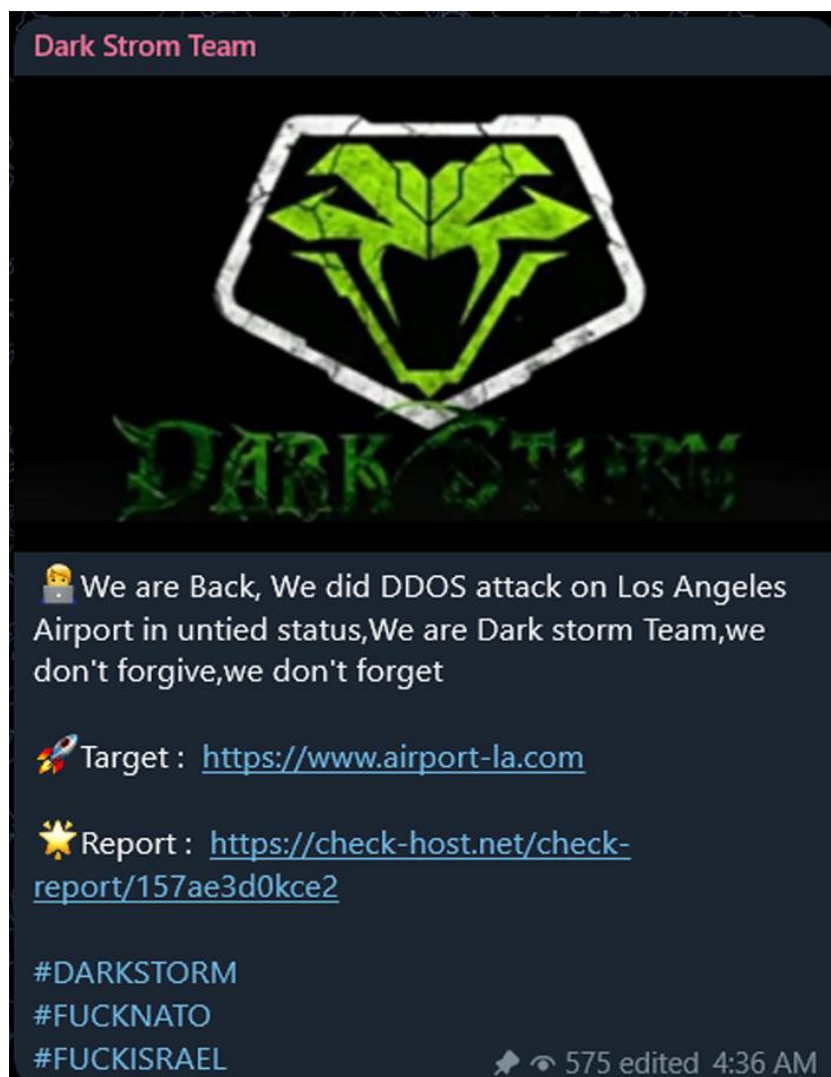 Dark Strom Team
DARK STORM
👨‍💻We are Back, We did DDOS attack on Los Angeles
Airport in untied status,We are Dark storm Team,we
don't forgive,we don't forget
🚀Target : https://www.airport-la.com
🌟Report : https://check-host.net/check-
report/157ae3d0kce2
#DARKSTORM
#FUCKNATO
#FUCKISRAEL
575 edited 4:36 AM